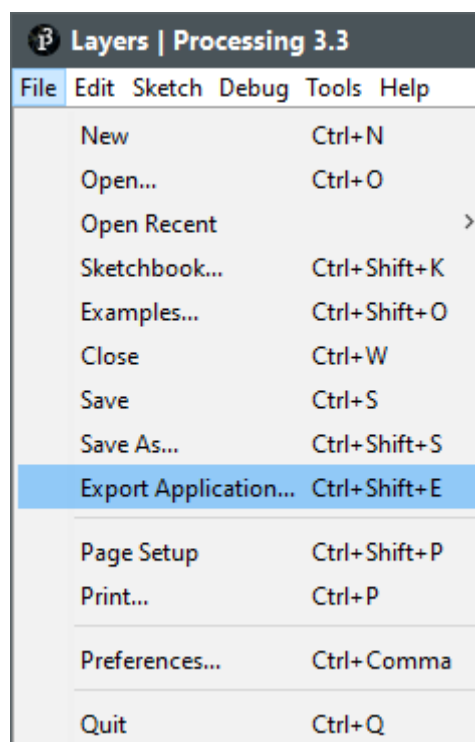 Layers | Processing 3.3
File Edit Sketch Debug Tools Help
New Ctrl+N
Open... Ctrl+O
Open Recent >
Sketchbook... Ctrl+Shift+K
Examples... Ctrl+Shift+O
Close Ctrl+W
Save Ctrl+S
Save As... Ctrl+Shift+S
Export Application... Ctrl+Shift+E
Page Setup Ctrl+Shift+P
Print... Ctrl+P
Preferences... Ctrl+Comma
Quit Ctrl+Q